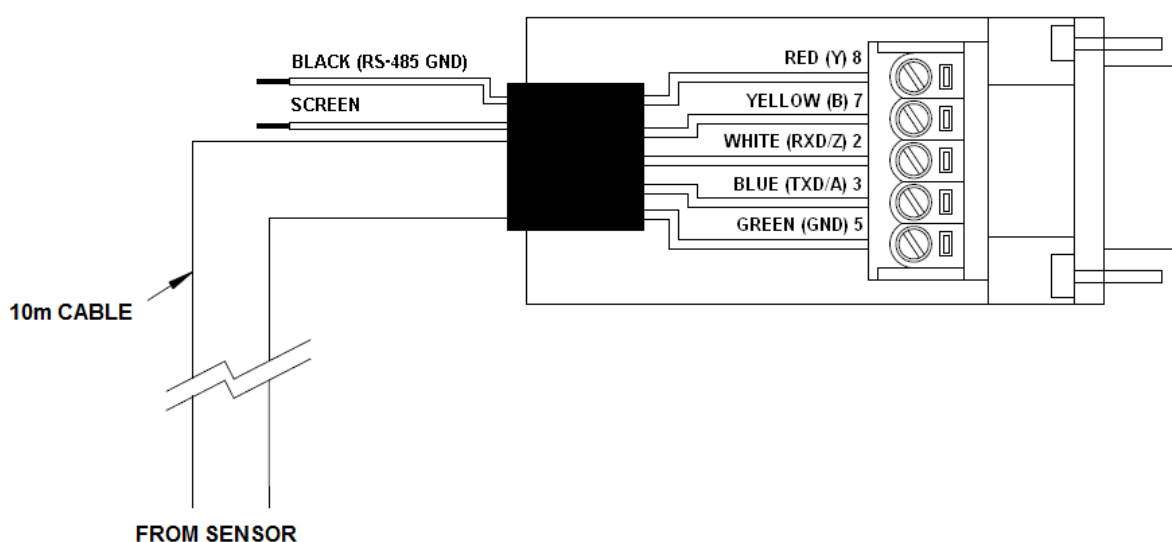 BLACK (RS-485 GND)
SCREEN
RED (Y) 8
YELLOW (B) 7
WHITE (RXD/Z) 2
BLUE (TXD/A) 3
GREEN (GND) 5
10m CABLE
FROM SENSOR